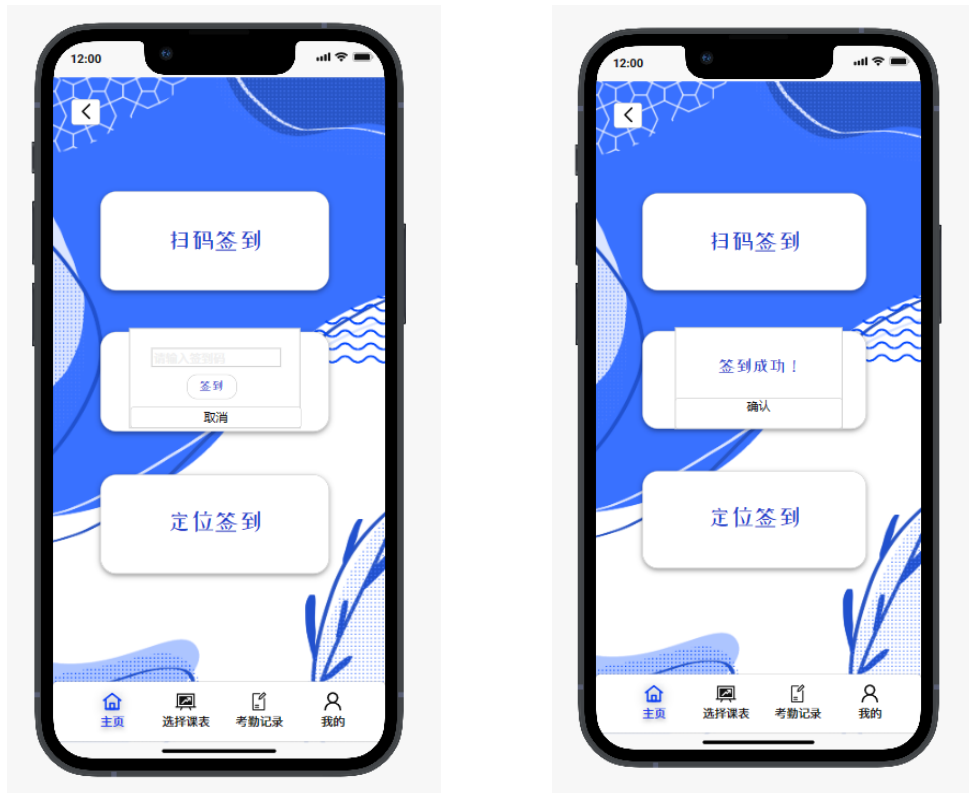 12:00
扫码签到
请输入签到码
签到
取消
定位签到
主页 选择课表 考勤记录 我的
12:00
扫码签到
签到成功！
确认
定位签到
主页 选择课表 考勤记录 我的